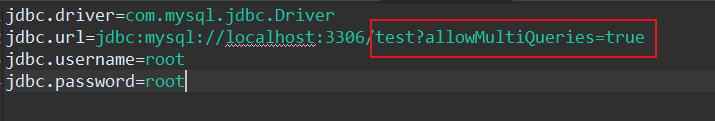 jdbc.driver=com.mysql.jdbc.Driver
jdbc.url=jdbc:mysql://localhost:3306/test?allowMultiQueries=true
jdbc.username=root
jdbc.password=root